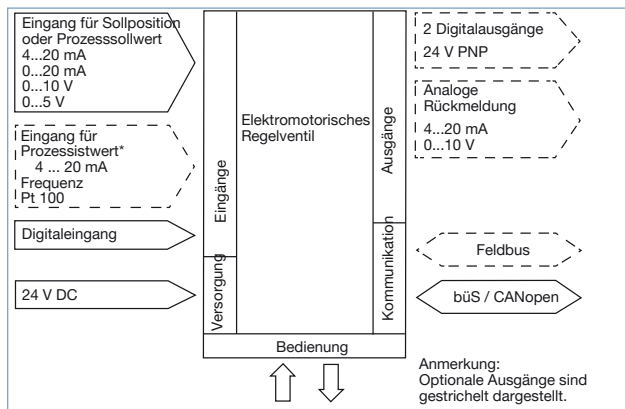 Eingang für Sollposition
oder Prozesssollwert
4...20 mA
0...20 mA
0...10 V
0...5 V
Eingang für
Prozessistwert*
4 ... 20 mA
Frequenz
Pt 100
Digitaleingang
24 V DC
Eingänge
Versorgung
Elektromotorisches
Regelventil
Ausgänge
Kommunikation
Bedienung
2 Digitalausgänge
24 V PNP
Analoge
Rückmeldung
4...20 mA
0...10 V
Feldbus
büS / CANopen
Anmerkung:
Optionale Ausgänge sind
gestrichelt dargestellt.